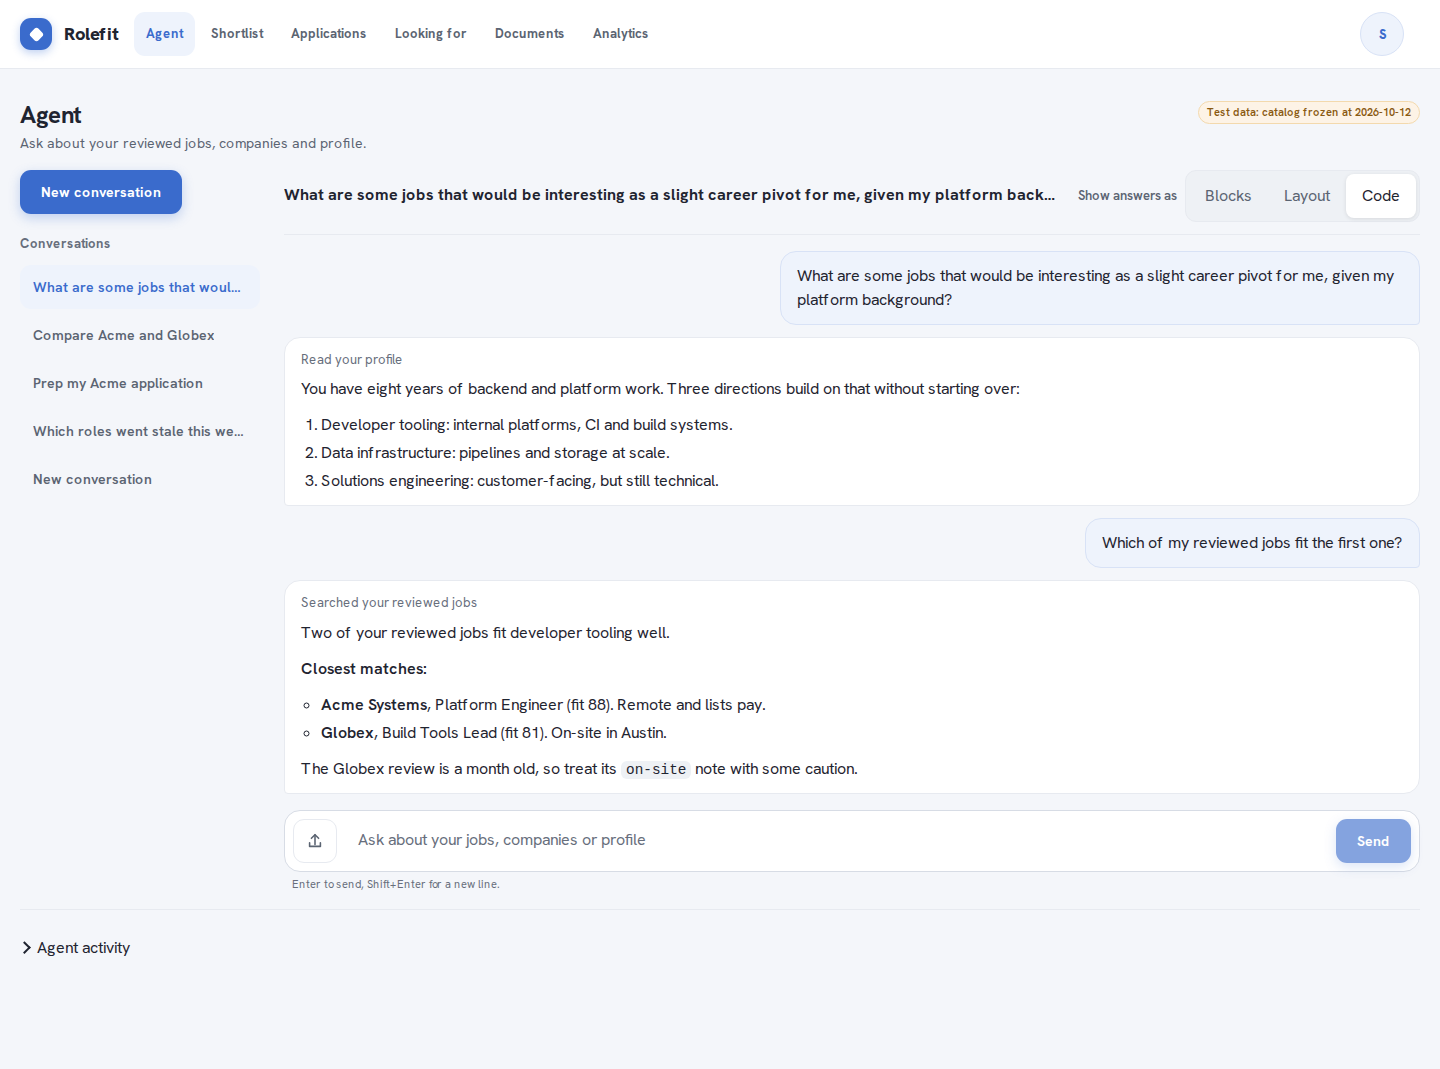 Rolefit
Agent
Shortlist
Applications
Looking for
Documents
Analytics
S
Agent
Test data: catalog frozen at 2026-10-12
Ask about your reviewed jobs, companies and profile.
New conversation
Conversations
What are some jobs that woul...
Compare Acme and Globex
Prep my Acme application
Which roles went stale this we...
New conversation
What are some jobs that would be interesting as a slight career pivot for me, given my platform back...
Show answers as
Blocks
Layout
Code
What are some jobs that would be interesting as a slight career pivot for me, given my
platform background?
Read your profile
You have eight years of backend and platform work. Three directions build on that without starting over:
1. Developer tooling: internal platforms, CI and build systems.
2. Data infrastructure: pipelines and storage at scale.
3. Solutions engineering: customer-facing, but still technical.
Which of my reviewed jobs fit the first one?
Searched your reviewed jobs
Two of your reviewed jobs fit developer tooling well.
Closest matches:
Acme Systems, Platform Engineer (fit 88). Remote and lists pay.
Globex, Build Tools Lead (fit 81). On-site in Austin.
The Globex review is a month old, so treat its on-site note with some caution.
Ask about your jobs, companies or profile
Send
Enter to send, Shift+Enter for a new line.
Agent activity